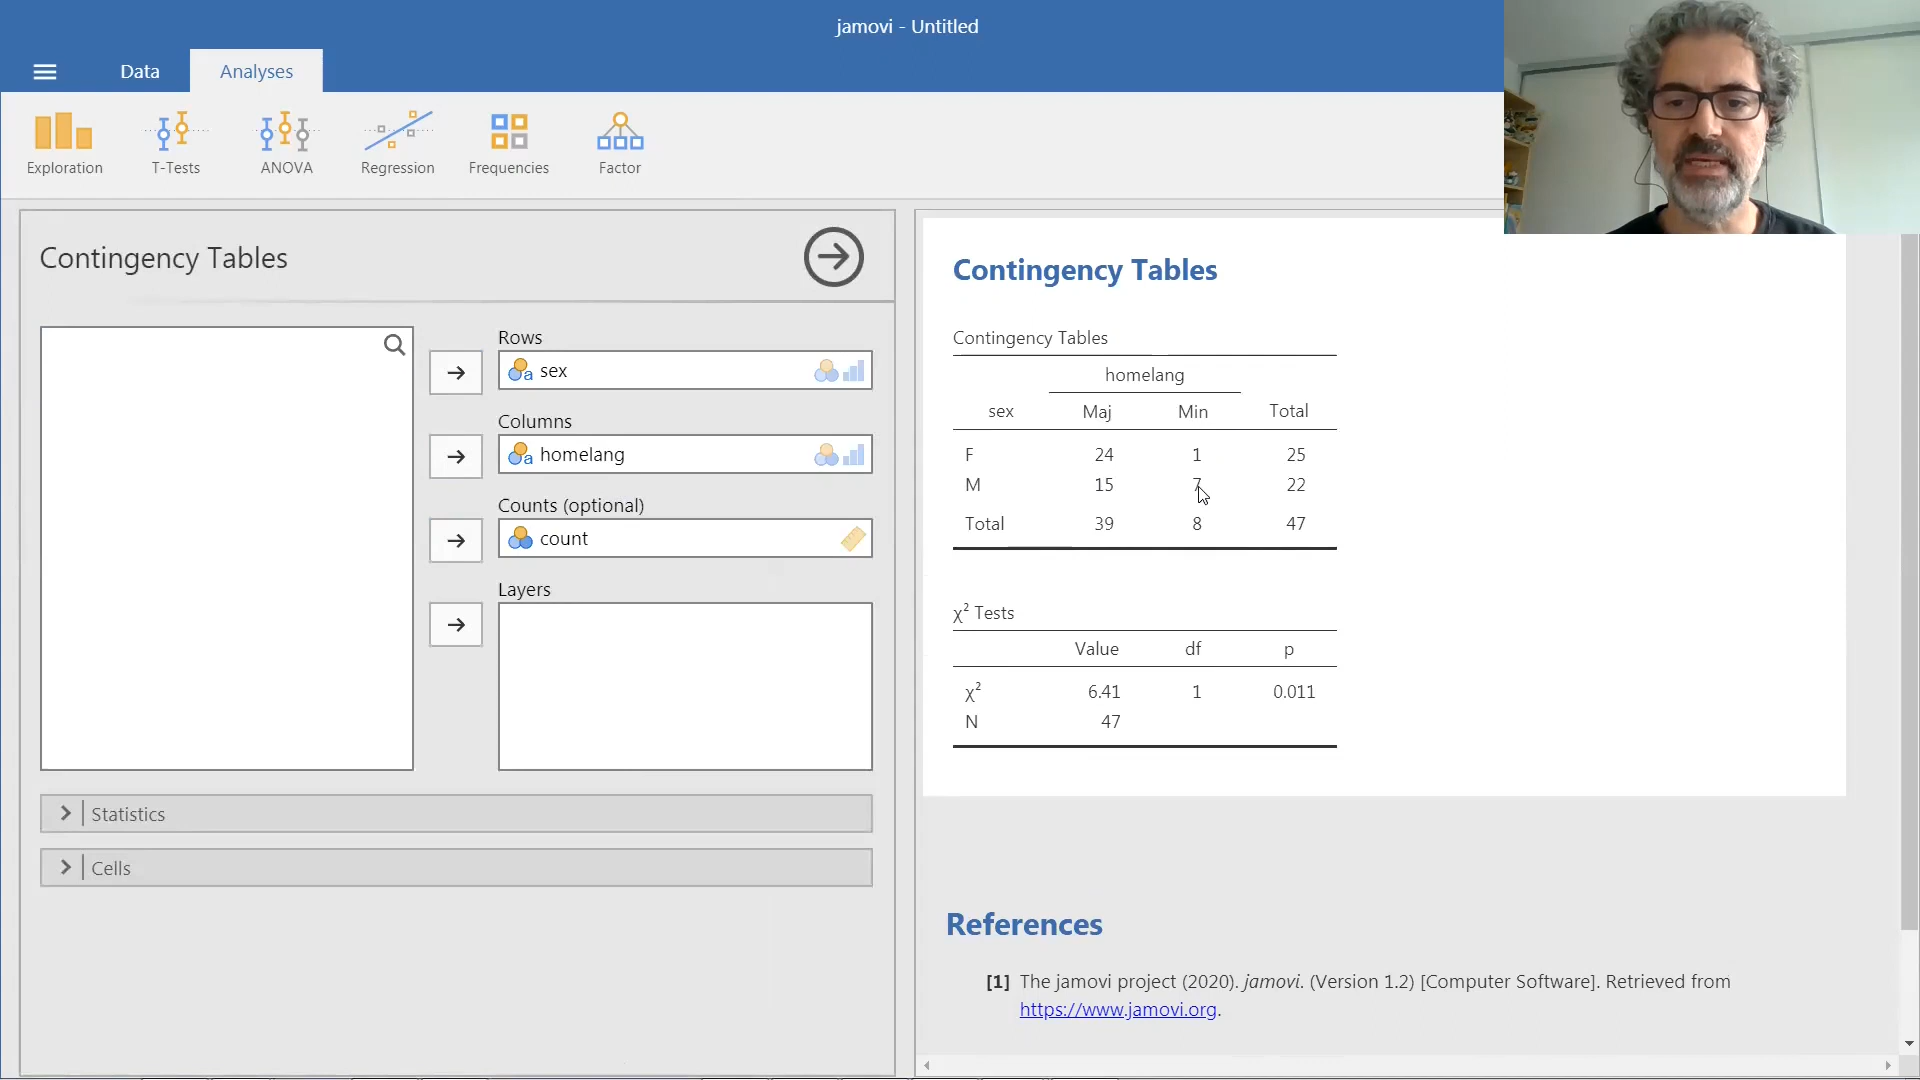 jamovi - Untitled
Data Analyses
Exploration T-Tests ANOVA Regression Frequencies Factor
Contingency Tables
Rows
a sex
Columns
a homelang
Counts (optional)
count
Layers
Statistics
Cells
Contingency Tables
Contingency Tables
homelang
sex Maj Min Total
F 24 1 25
M 15 7 22
Total 39 8 47
χ² Tests
Value df p
χ² 6.41 1 0.011
N 47
References
[1] The jamovi project (2020). jamovi. (Version 1.2) [Computer Software]. Retrieved from
https://www.jamovi.org.